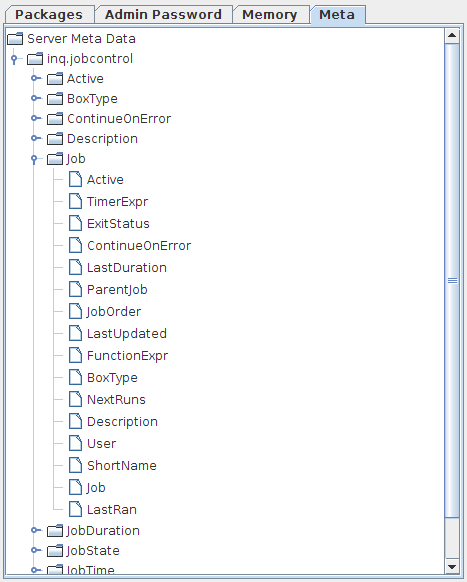 Packages Admin Password Memory Meta
Server Meta Data
inq.jobcontrol
Active
BoxType
ContinueOnError
Description
Job
Active
TimerExpr
ExitStatus
ContinueOnError
LastDuration
ParentJob
JobOrder
LastUpdated
FunctionExpr
BoxType
NextRuns
Description
User
ShortName
Job
LastRan
JobDuration
JobState
JobTime